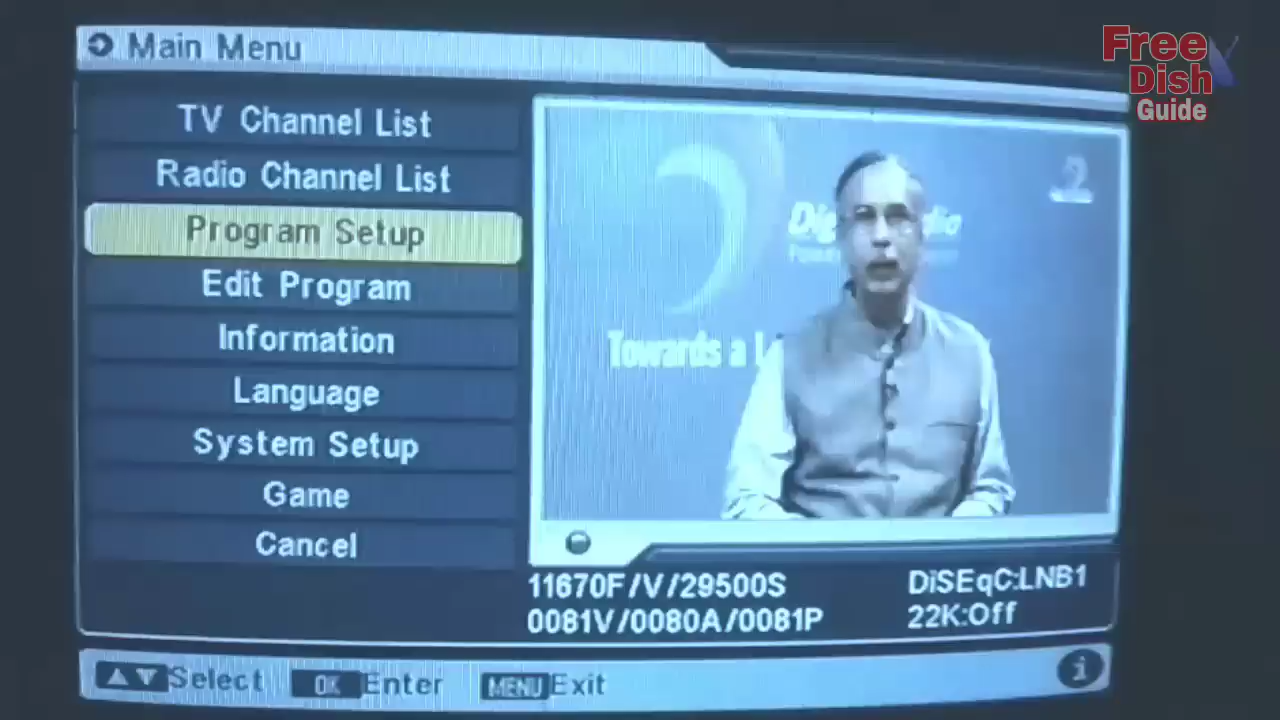 Main Menu
Free
Dish
Guide
TV Channel List
Radio Channel List
Program Setup
Edit Program
Information
Language
System Setup
Game
Cancel
2
Towards a
11670F/V/29500S
DiSEqC:LNB1
0081V/0080A/0081P
22K:Off
Select
OK Enter
MENU Exit
i